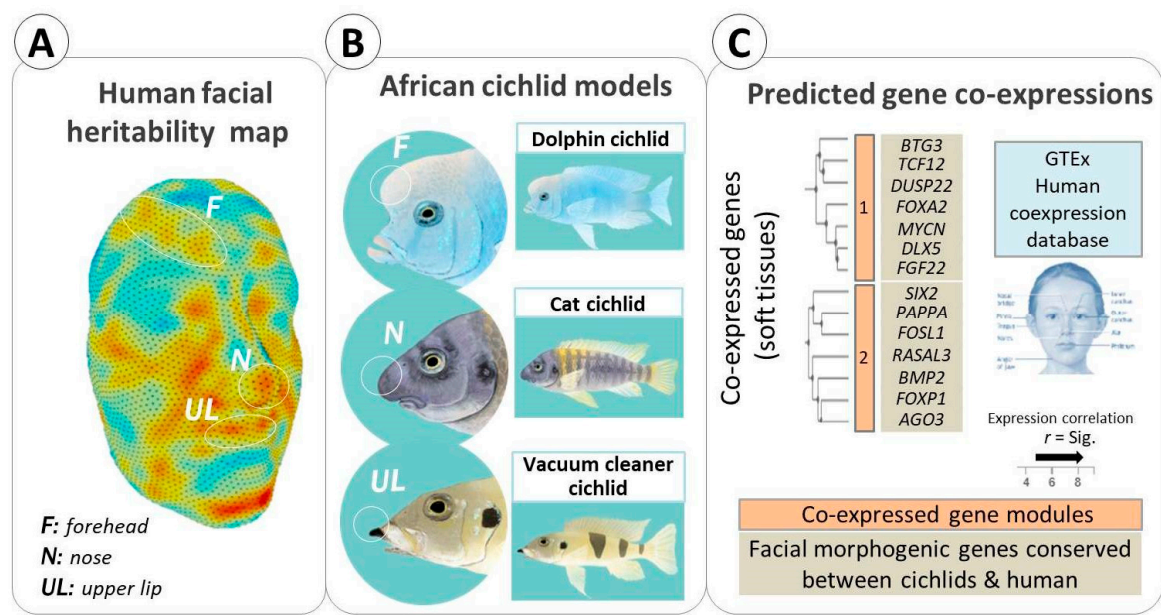 A
Human facial
heritability map
F
N
UL
F: forehead
N: nose
UL: upper lip
B
African cichlid models
F
Dolphin cichlid
N
Cat cichlid
UL
Vacuum cleaner
cichlid
C
Predicted gene co-expressions
Co-expressed genes
(soft tissues)
1
BTG3
TCF12
DUSP22
FOXA2
MYCN
DLX5
FGF22
2
SIX2
PAPPA
FOSL1
RASAL3
BMP2
FOXP1
AGO3
GTEx
Human
coexpression
database
Expression correlation
r = Sig.
4 6 8
Co-expressed gene modules
Facial morphogenic genes conserved
between cichlids & human